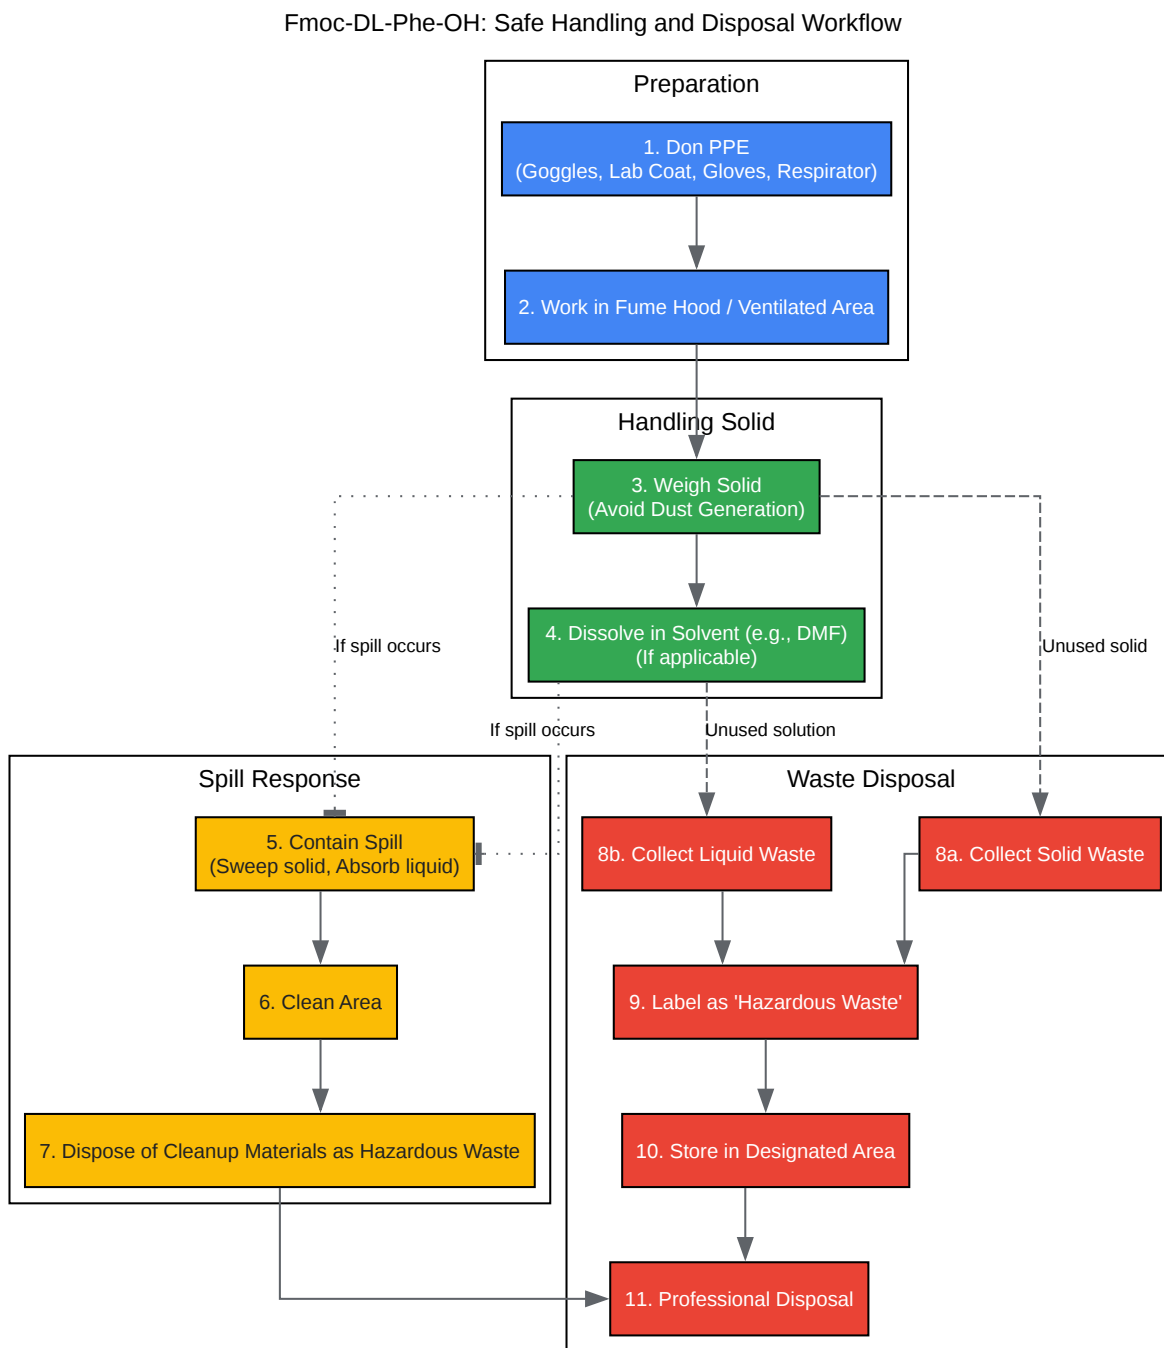 Fmoc-DL-Phe-OH: Safe Handling and Disposal Workflow
Preparation
1. Don PPE
(Goggles, Lab Coat, Gloves, Respirator)
2. Work in Fume Hood / Ventilated Area
Handling Solid
3. Weigh Solid
(Avoid Dust Generation)
4. Dissolve in Solvent (e.g., DMF)
(If applicable)
If spill occurs
Unused solid
If spill occurs
Unused solution
Spill Response
5. Contain Spill
(Sweep solid, Absorb liquid)
6. Clean Area
7. Dispose of Cleanup Materials as Hazardous Waste
Waste Disposal
8b. Collect Liquid Waste
8a. Collect Solid Waste
9. Label as 'Hazardous Waste'
10. Store in Designated Area
11. Professional Disposal